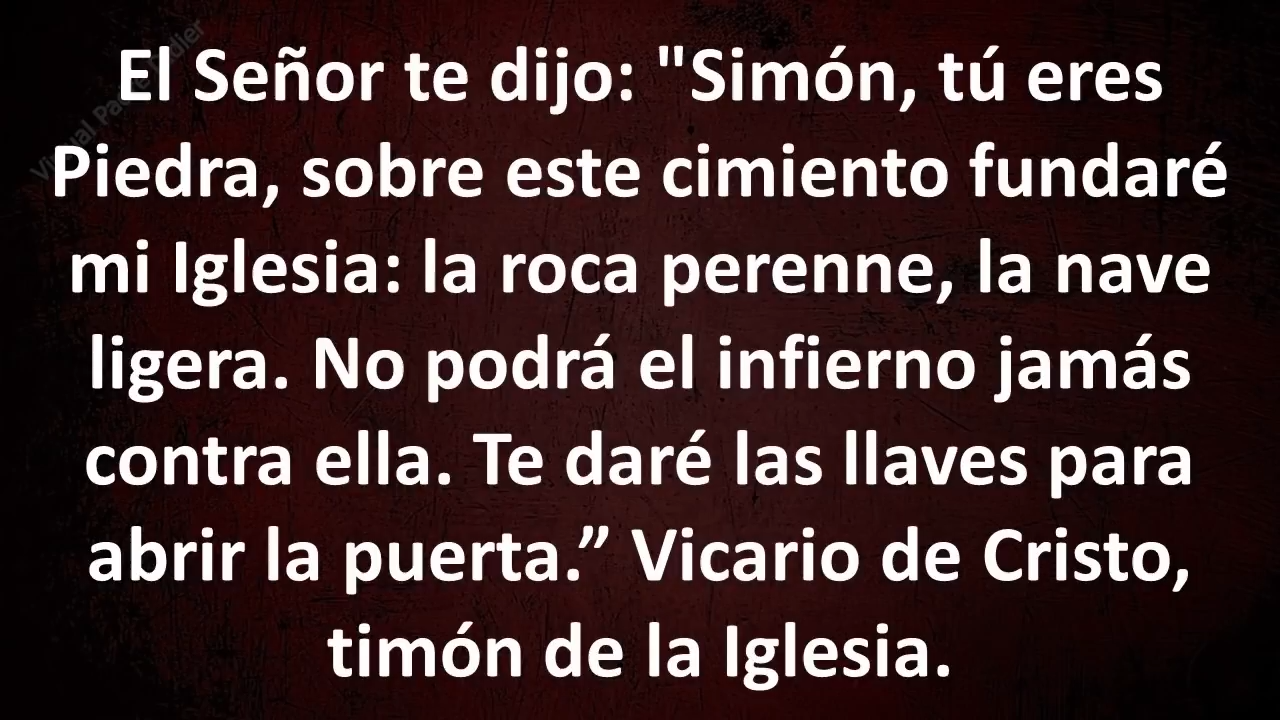 El Señor te dijo: "Simón, tú eres
Piedra, sobre este cimiento fundaré
mi Iglesia: la roca perenne, la nave
ligera. No podrá el infierno jamás
contra ella. Te daré las llaves para
abrir la puerta.” Vicario de Cristo,
timón de la Iglesia.